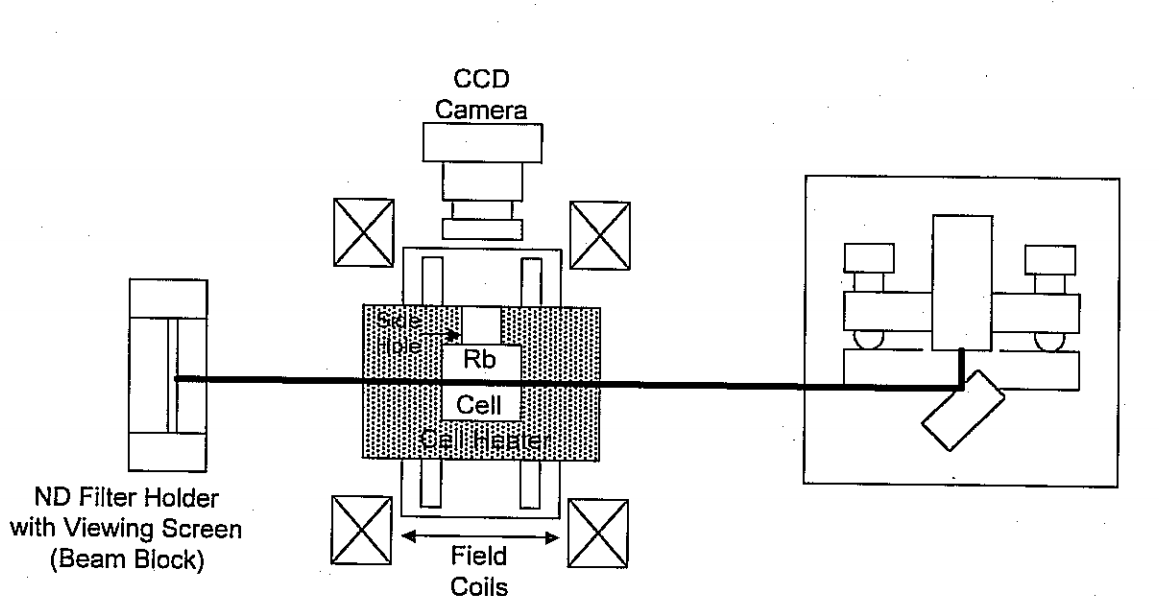 CCD
Camera
Side
Hole
Rb
Cell
Cell Heater
ND Filter Holder
with Viewing Screen
(Beam Block)
Field
Coils